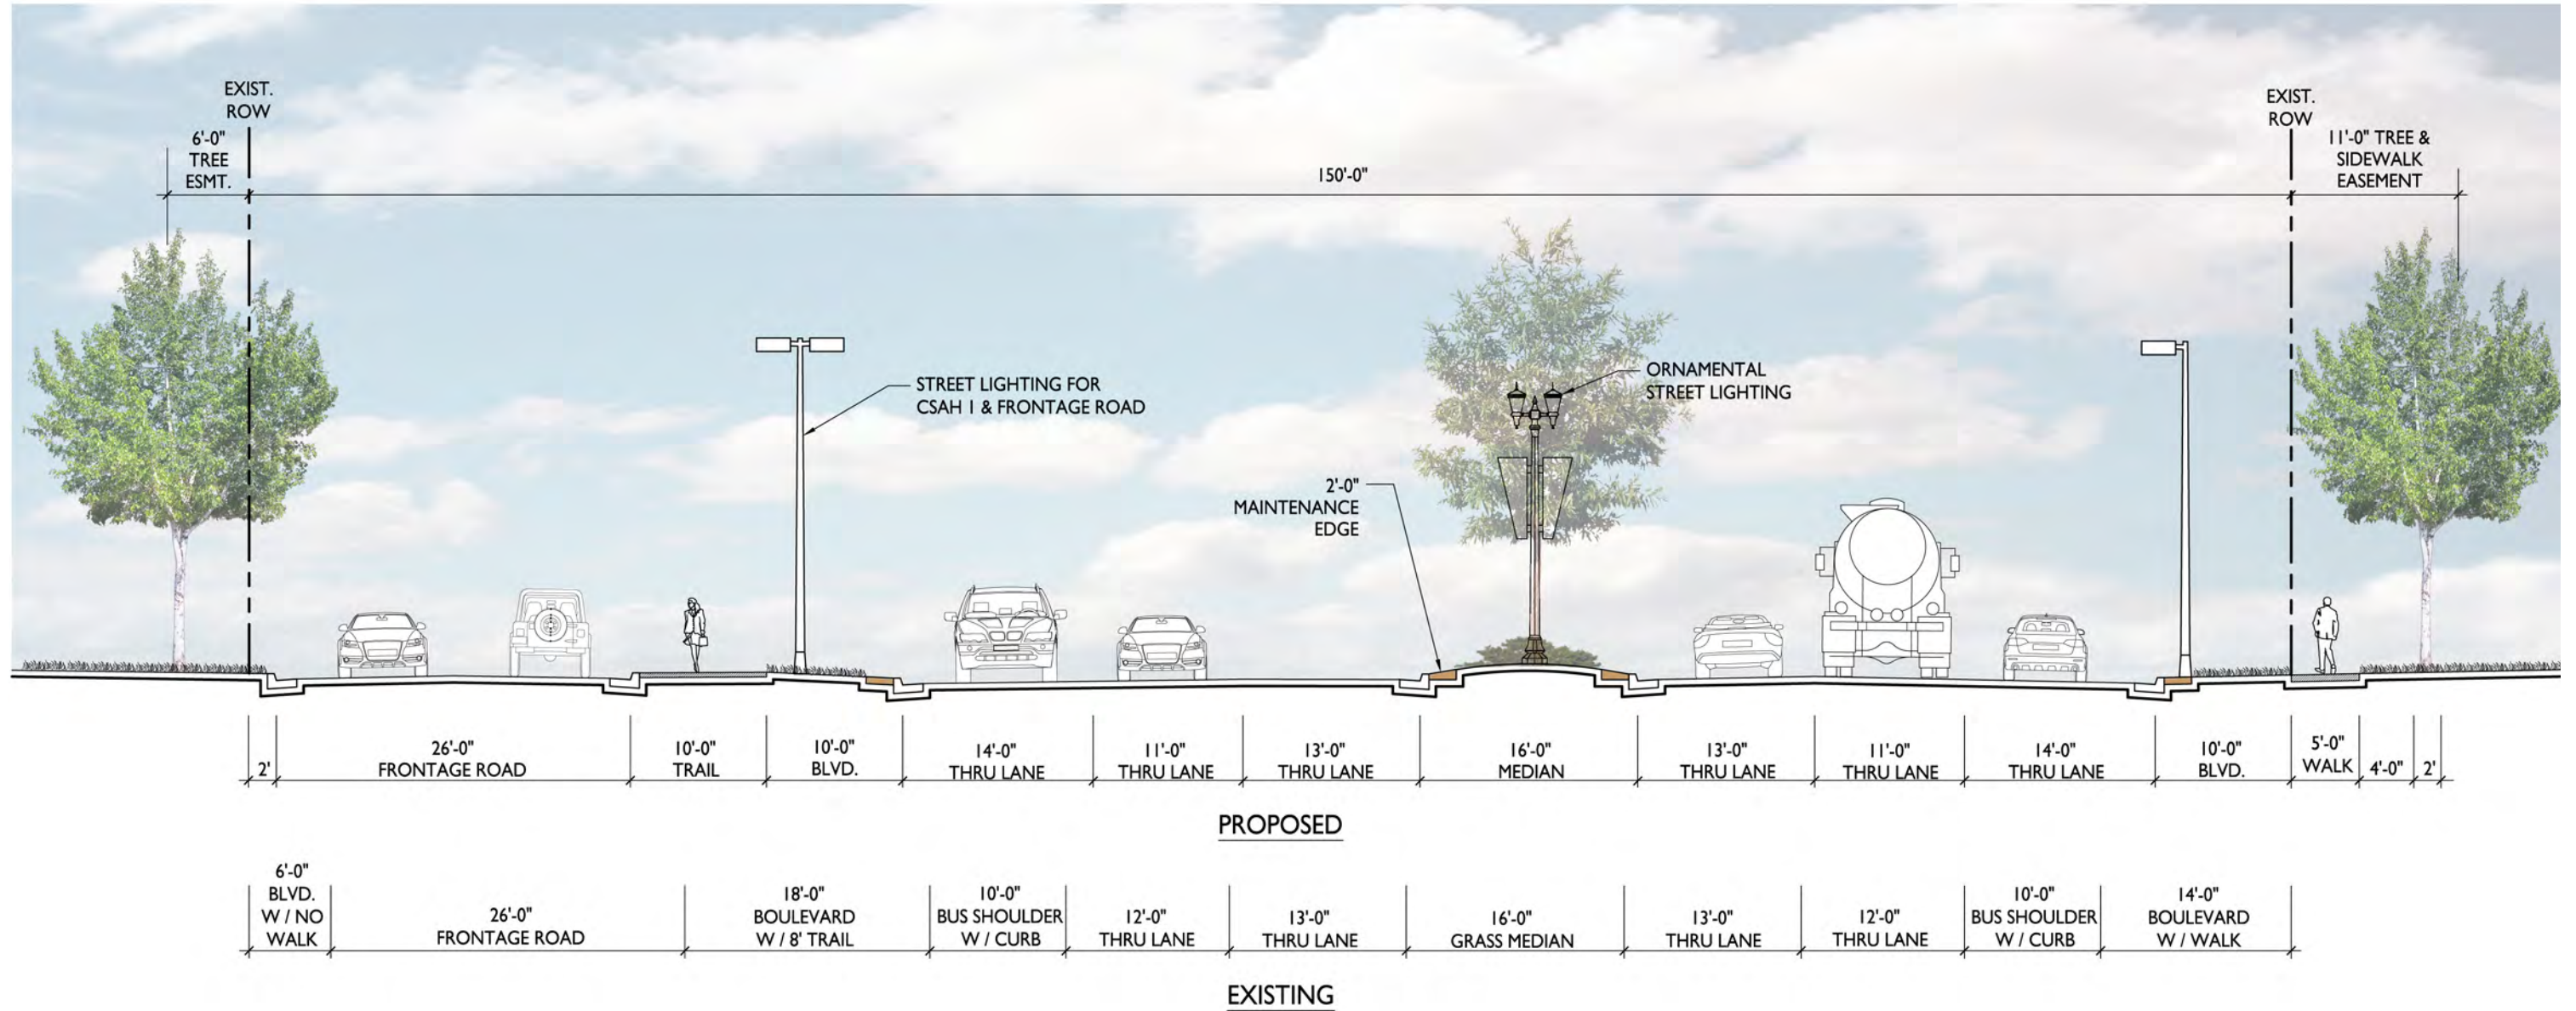 EXIST.
ROW
6'-0"
TREE
ESMT.
150'-0"
EXIST.
ROW
11'-0" TREE &
SIDEWALK
EASEMENT
STREET LIGHTING FOR
CSAH 1 & FRONTAGE ROAD
ORNAMENTAL
STREET LIGHTING
2'-0"
MAINTENANCE
EDGE
2'
26'-0"
FRONTAGE ROAD
10'-0"
TRAIL
10'-0"
BLVD.
14'-0"
THRU LANE
11'-0"
THRU LANE
13'-0"
THRU LANE
16'-0"
MEDIAN
13'-0"
THRU LANE
11'-0"
THRU LANE
14'-0"
THRU LANE
10'-0"
BLVD.
5'-0"
WALK
4'-0"
2'
PROPOSED
6'-0"
BLVD.
W / NO
WALK
26'-0"
FRONTAGE ROAD
18'-0"
BOULEVARD
W / 8' TRAIL
10'-0"
BUS SHOULDER
W / CURB
12'-0"
THRU LANE
13'-0"
THRU LANE
16'-0"
GRASS MEDIAN
13'-0"
THRU LANE
12'-0"
THRU LANE
10'-0"
BUS SHOULDER
W / CURB
14'-0"
BOULEVARD
W / WALK
EXISTING